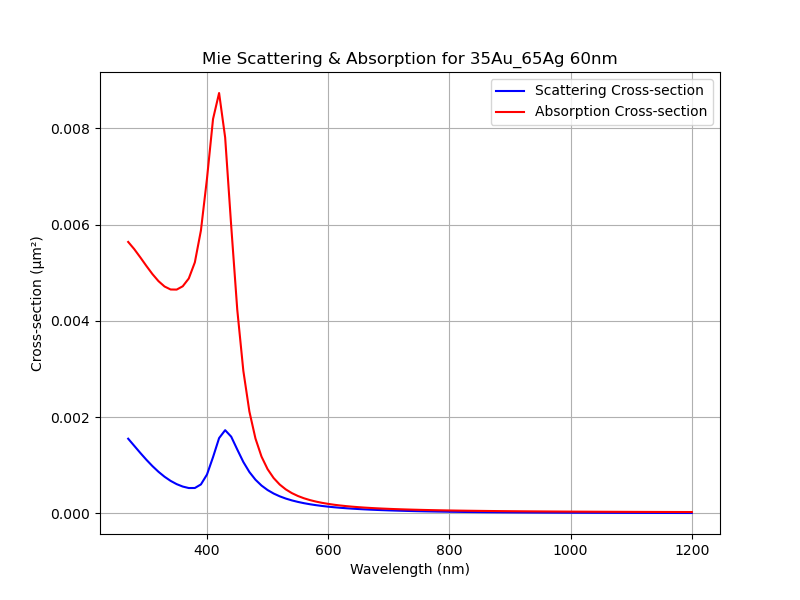 Mie Scattering & Absorption for 35Au_65Ag 60nm
Scattering Cross-section
Absorption Cross-section
Cross-section (μm²)
0.008
0.006
0.004
0.002
0.000
400 600 800 1000 1200
Wavelength (nm)